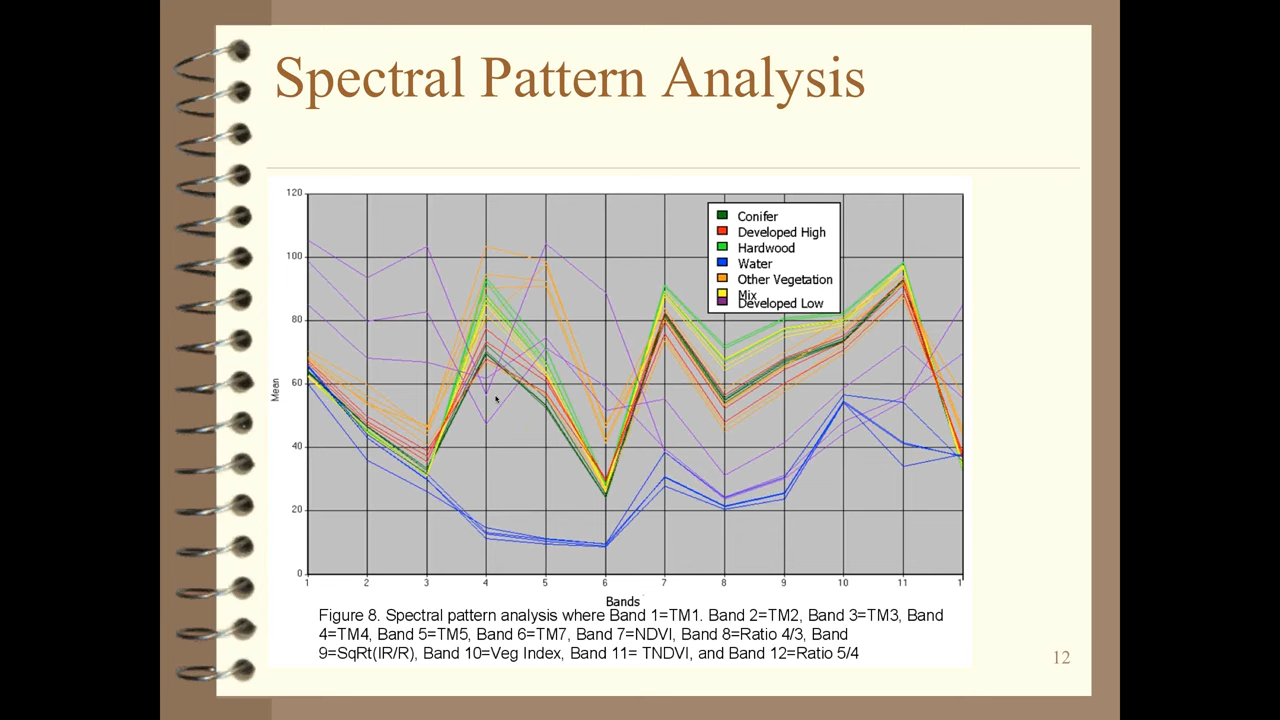 Spectral Pattern Analysis
120
100
80
60
40
20
0
Mean
Conifer
Developed High
Hardwood
Water
Other Vegetation
Mix
Developed Low
1 2 3 4 5 6 7 8 9 10 11 1
Bands
Figure 8. Spectral pattern analysis where Band 1=TM1. Band 2=TM2, Band 3=TM3, Band
4=TM4, Band 5=TM5, Band 6=TM7, Band 7=NDVI, Band 8=Ratio 4/3, Band
9=SqRt(IR/R), Band 10=Veg Index, Band 11= TNDVI, and Band 12=Ratio 5/4
12